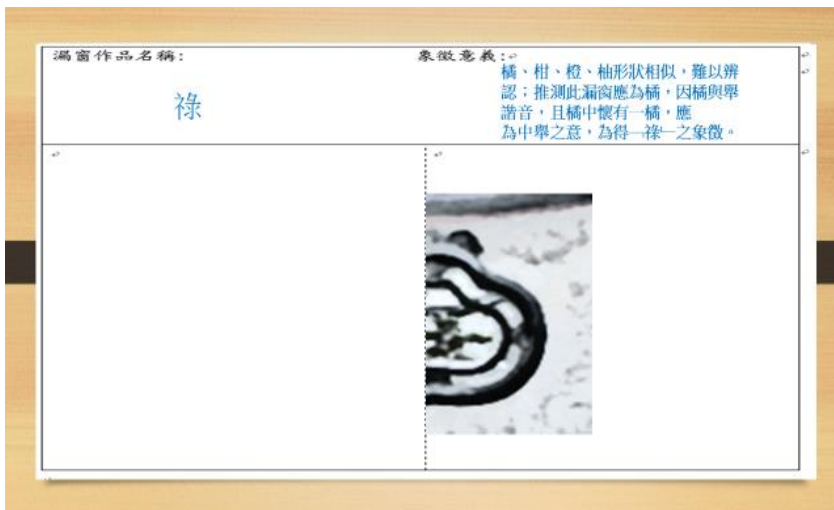 漏窗作品名稱:
祿
象徵意義:
橘、柑、橙、柚形狀相似，難以辨
認；推測此漏窗應為橘，因橘與舉
諧音，且橘中懷有一橘，應
為中舉之意，為得—祿—之象徵。